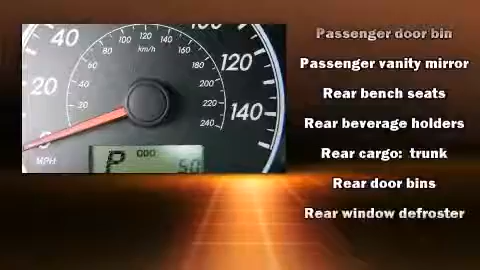 Passenger door bin
Passenger vanity mirror
Rear bench seats
Rear beverage holders
Rear cargo: trunk
Rear door bins
Rear window defroster
20
40
100
120
140
MPH
20
40
60
80
100
120
140
160
180
200
220
240
km/h
P
ODO
50